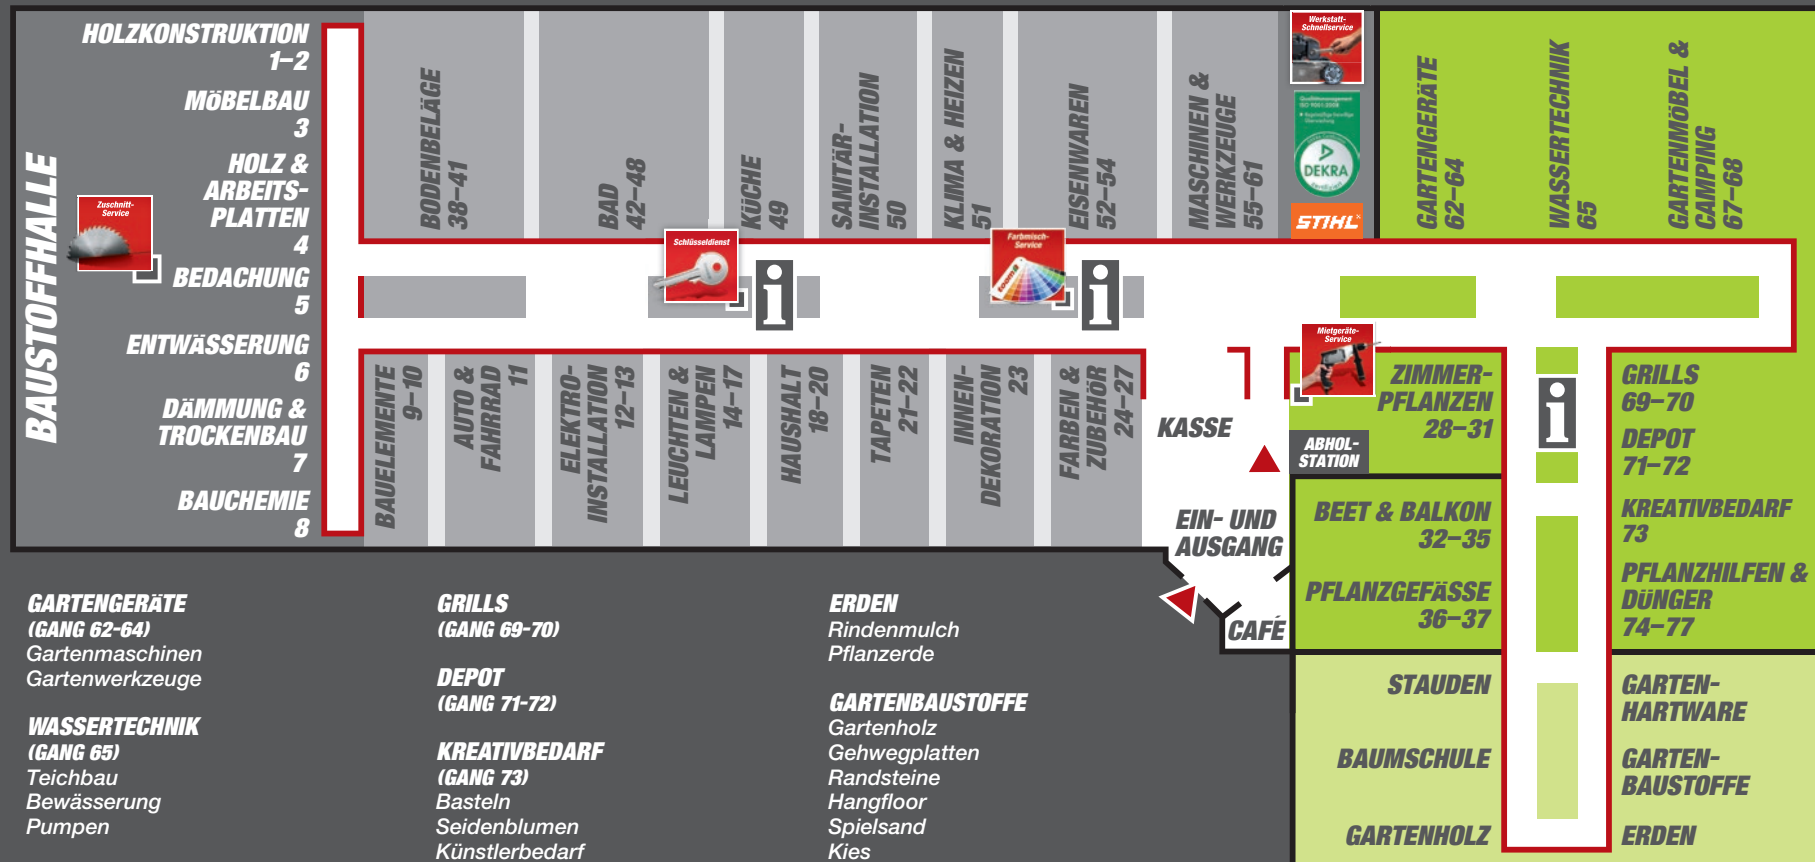 BAUSTOFFHALLE
HOLZKONSTRUKTION
1–2
MÖBELBAU
3
HOLZ &
ARBEITS-
PLATTEN
4
BEDACHUNG
5
ENTWÄSSERUNG
6
DÄMMUNG &
TROCKENBAU
7
BAUCHEMIE
8
Zuschnitt-
Service
BODENBELÄGE
38–41
BAD
42–48
KÜCHE
49
SANITÄR-
INSTALLATION
50
KLIMA & HEIZEN
51
EISENWAREN
52–54
MASCHINEN &
WERKZEUGE
55–61
Werkstatt-
Schnellservice
DEKRA
STIHL
GARTENGERÄTE
62–64
WASSERTECHNIK
65
GARTENMÖBEL &
CAMPING
67–68
Schlüsseldienst
i
Farbmisch-
Service
toom
i
Mietgeräte-
Service
BAUELEMENTE
9–10
AUTO &
FAHRRAD
11
ELEKTRO-
INSTALLATION
12–13
LEUCHTEN &
LAMPEN
14–17
HAUSHALT
18–20
TAPETEN
21–22
INNEN-
DEKORATION
23
FARBEN &
ZUBEHÖR
24–27
KASSE
EIN- UND
AUSGANG
CAFÉ
ABHOL-
STATION
ZIMMER-
PFLANZEN
28–31
BEET & BALKON
32–35
PFLANZGEFÄSSE
36–37
STAUDEN
BAUMSCHULE
GARTENHOLZ
i
GRILLS
69–70
DEPOT
71–72
KREATIVBEDARF
73
PFLANZHILFEN &
DÜNGER
74–77
GARTEN-
HARTWARE
GARTEN-
BAUSTOFFE
ERDEN
GARTENGERÄTE
(GANG 62-64)
Gartenmaschinen
Gartenwerkzeuge
WASSERTECHNIK
(GANG 65)
Teichbau
Bewässerung
Pumpen
GRILLS
(GANG 69-70)
DEPOT
(GANG 71-72)
KREATIVBEDARF
(GANG 73)
Basteln
Seidenblumen
Künstlerbedarf
ERDEN
Rindenmulch
Pflanzerde
GARTENBAUSTOFFE
Gartenholz
Gehwegplatten
Randsteine
Hangfloor
Spielsand
Kies